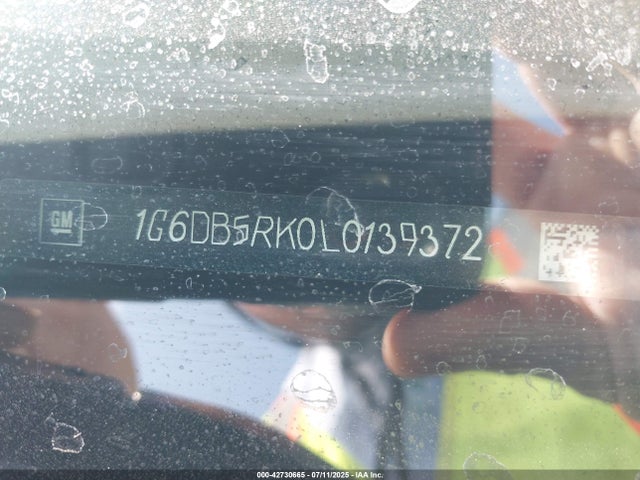 GM
1G6DB5RK0L0139372
000-42730665 - 07/11/2025 - IAA Inc.